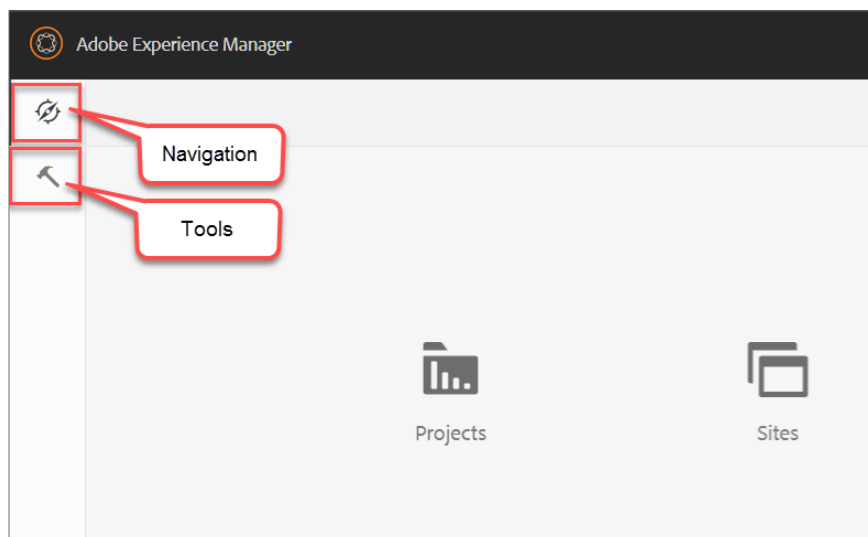 Adobe Experience Manager
Navigation
Tools
Projects
Sites